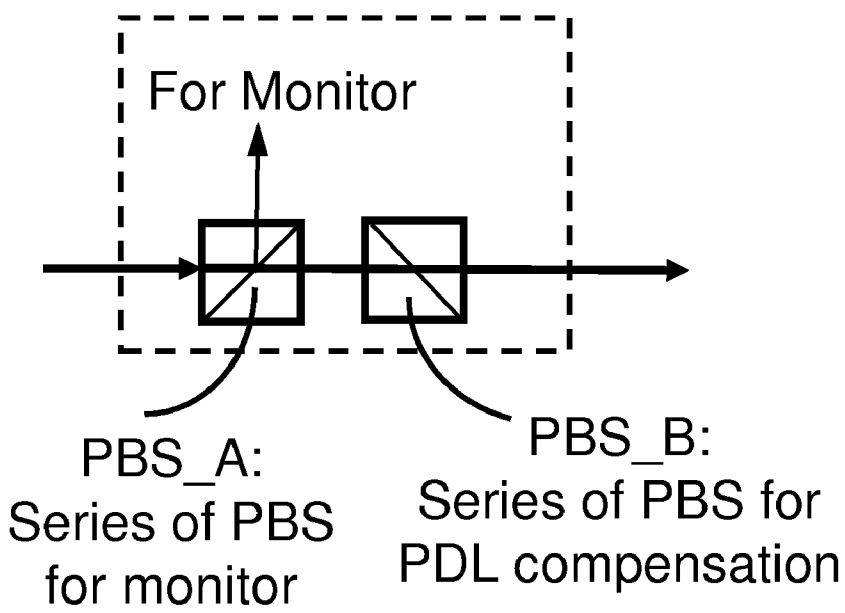 For Monitor
PBS_A:
Series of PBS
for monitor
PBS_B:
Series of PBS for
PDL compensation